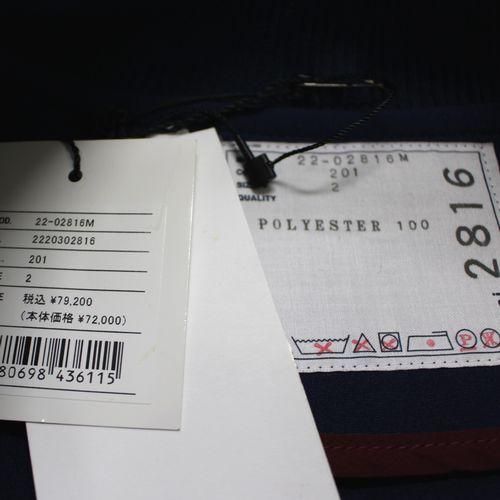 OD. 22-02816M
2220302816
201
E 2
E 税込 ¥79,200
(本体価格 ¥72,000)
80698 436115
22-02816M
201
2
QUALITY
POLYESTER 100
2816